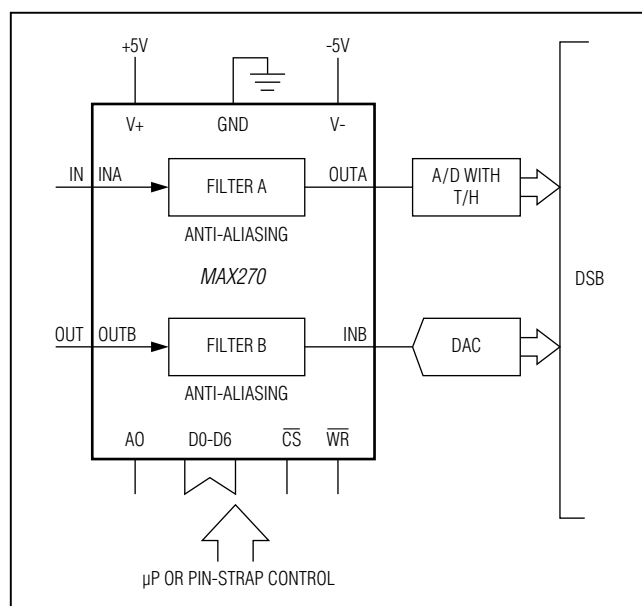 +5V
-5V
V+ GND V-
IN INA FILTER A OUTA A/D WITH
T/H
ANTI-ALIASING
MAX270
DSB
OUT OUTB FILTER B INB DAC
ANTI-ALIASING
AO D0-D6 CS WR
µP OR PIN-STRAP CONTROL